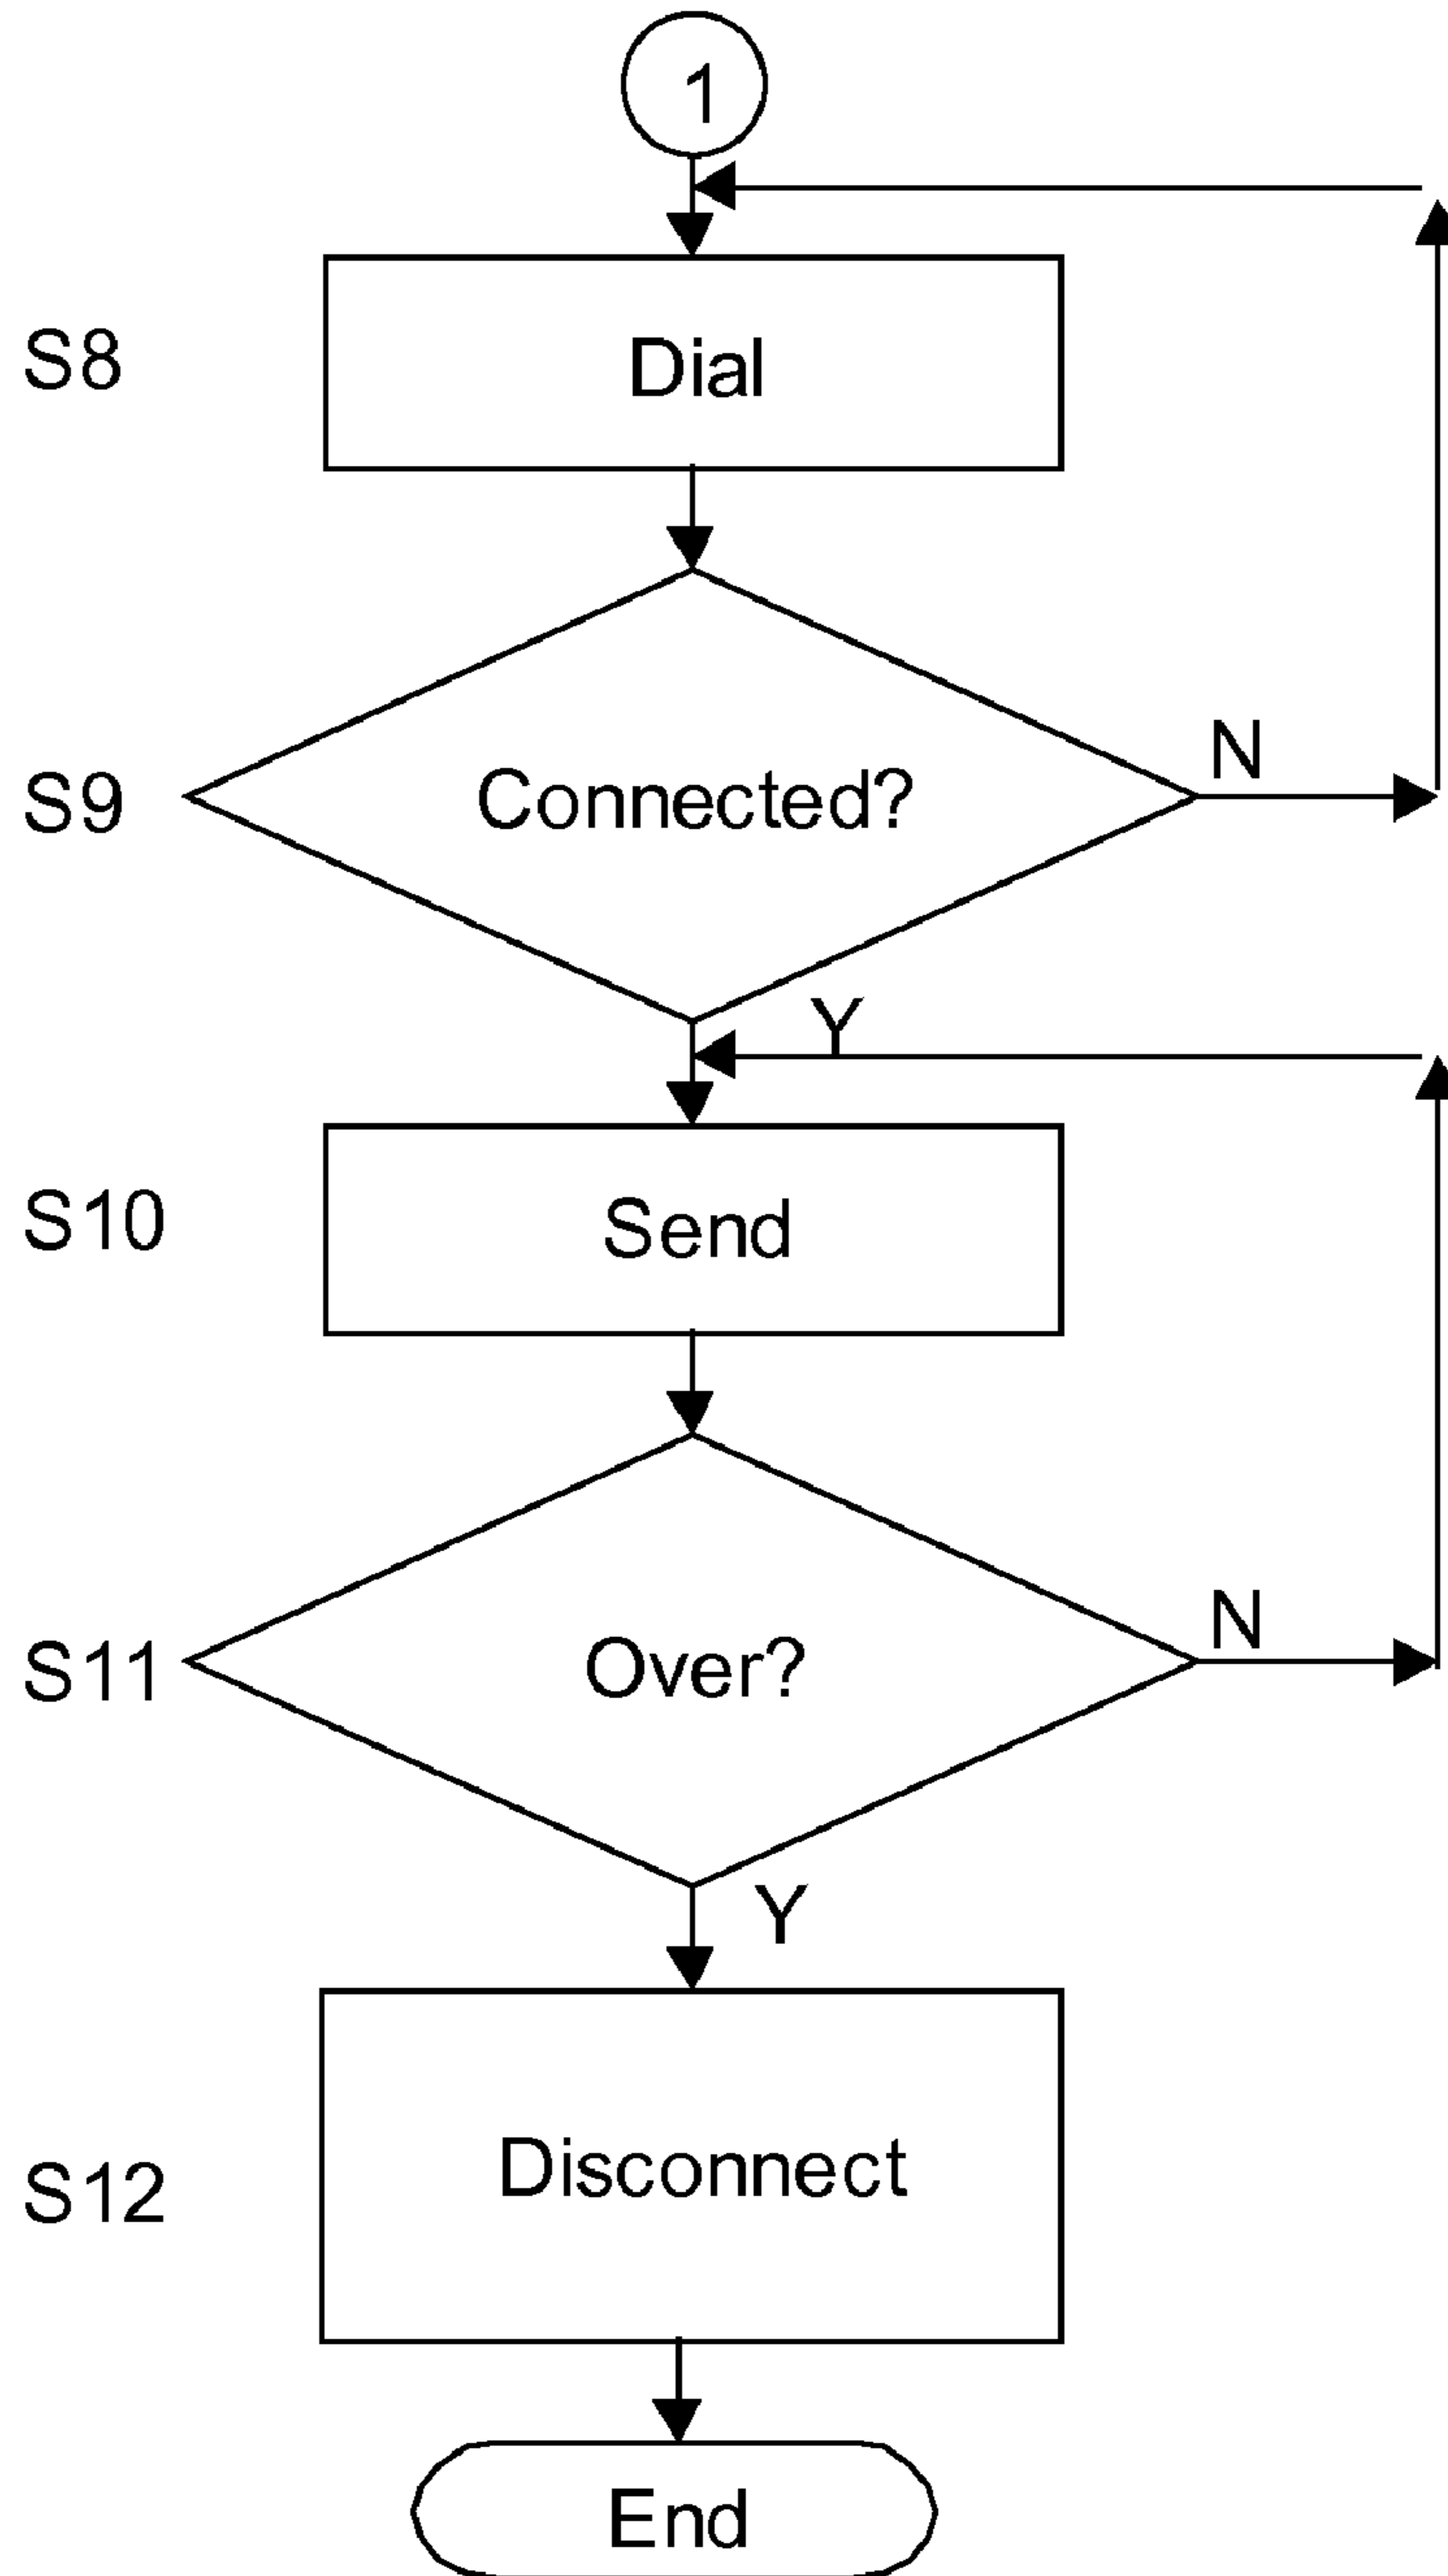 1
S8
Dial
N
S9
Connected?
Y
S10
Send
N
S11
Over?
Y
Disconnect
S12
End